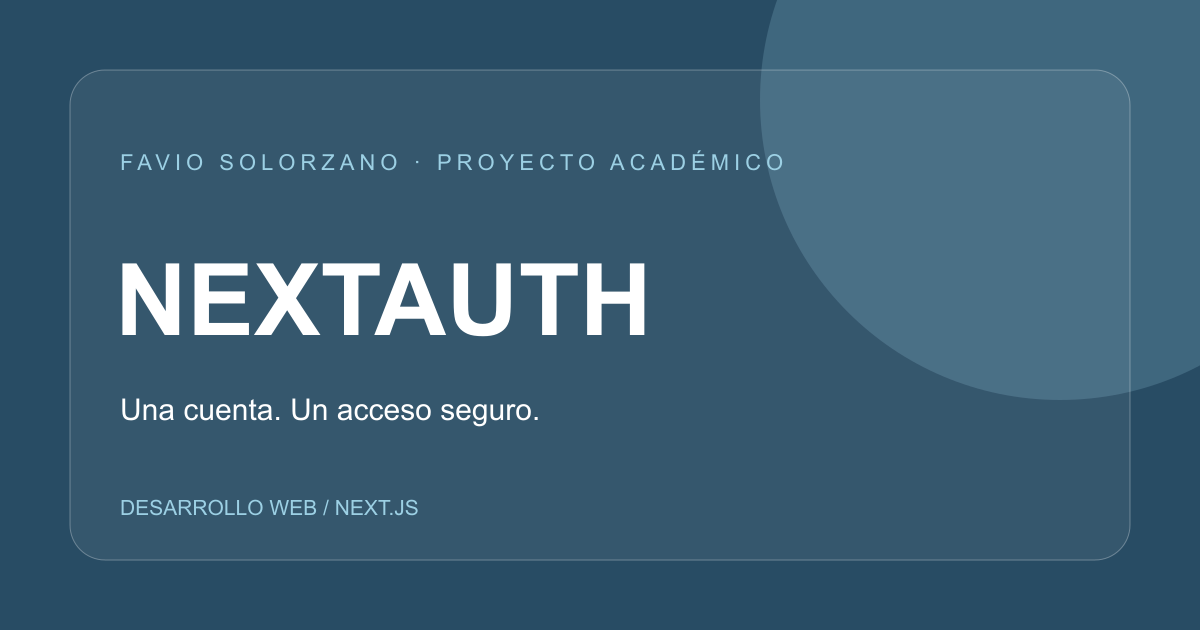 FAVIO SOLORZANO · PROYECTO ACADÉMICO
NEXTAUTH
Una cuenta. Un acceso seguro.
DESARROLLO WEB / NEXT.JS